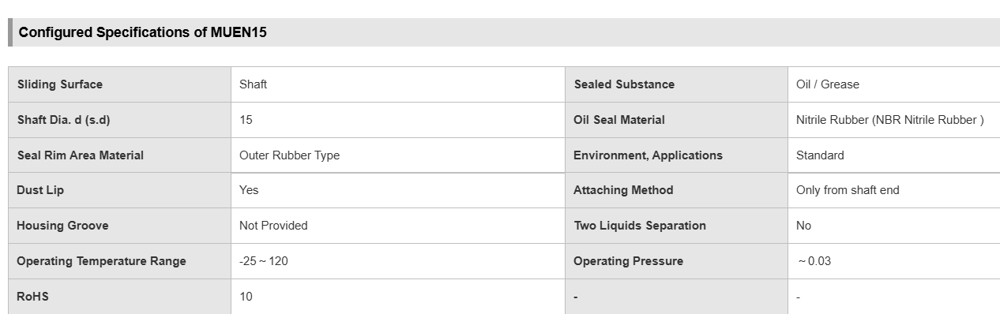 Configured Specifications of MUEN15
Sliding Surface Shaft Sealed Substance Oil / Grease
Shaft Dia. d (s.d) 15 Oil Seal Material Nitrile Rubber (NBR Nitrile Rubber )
Seal Rim Area Material Outer Rubber Type Environment, Applications Standard
Dust Lip Yes Attaching Method Only from shaft end
Housing Groove Not Provided Two Liquids Separation No
Operating Temperature Range -25～120 Operating Pressure ～0.03
RoHS 10 - -